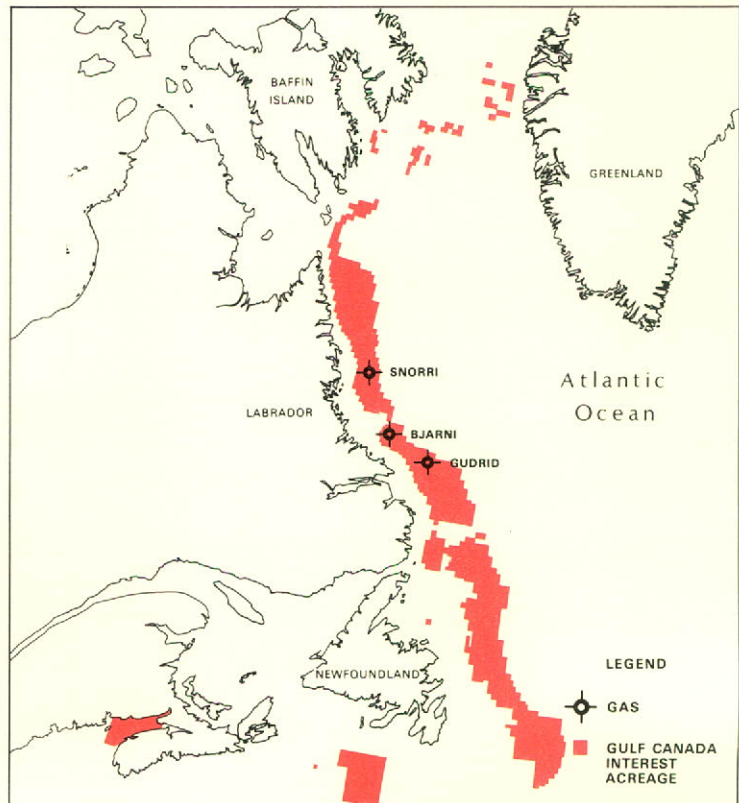 BAFFIN
ISLAND
GREENLAND
SNORRI
Atlantic
Ocean
LABRADOR
BJARNI
GUDRID
NEWFOUNDLAND
LEGEND
GAS
GULF CANADA
INTEREST
ACREAGE